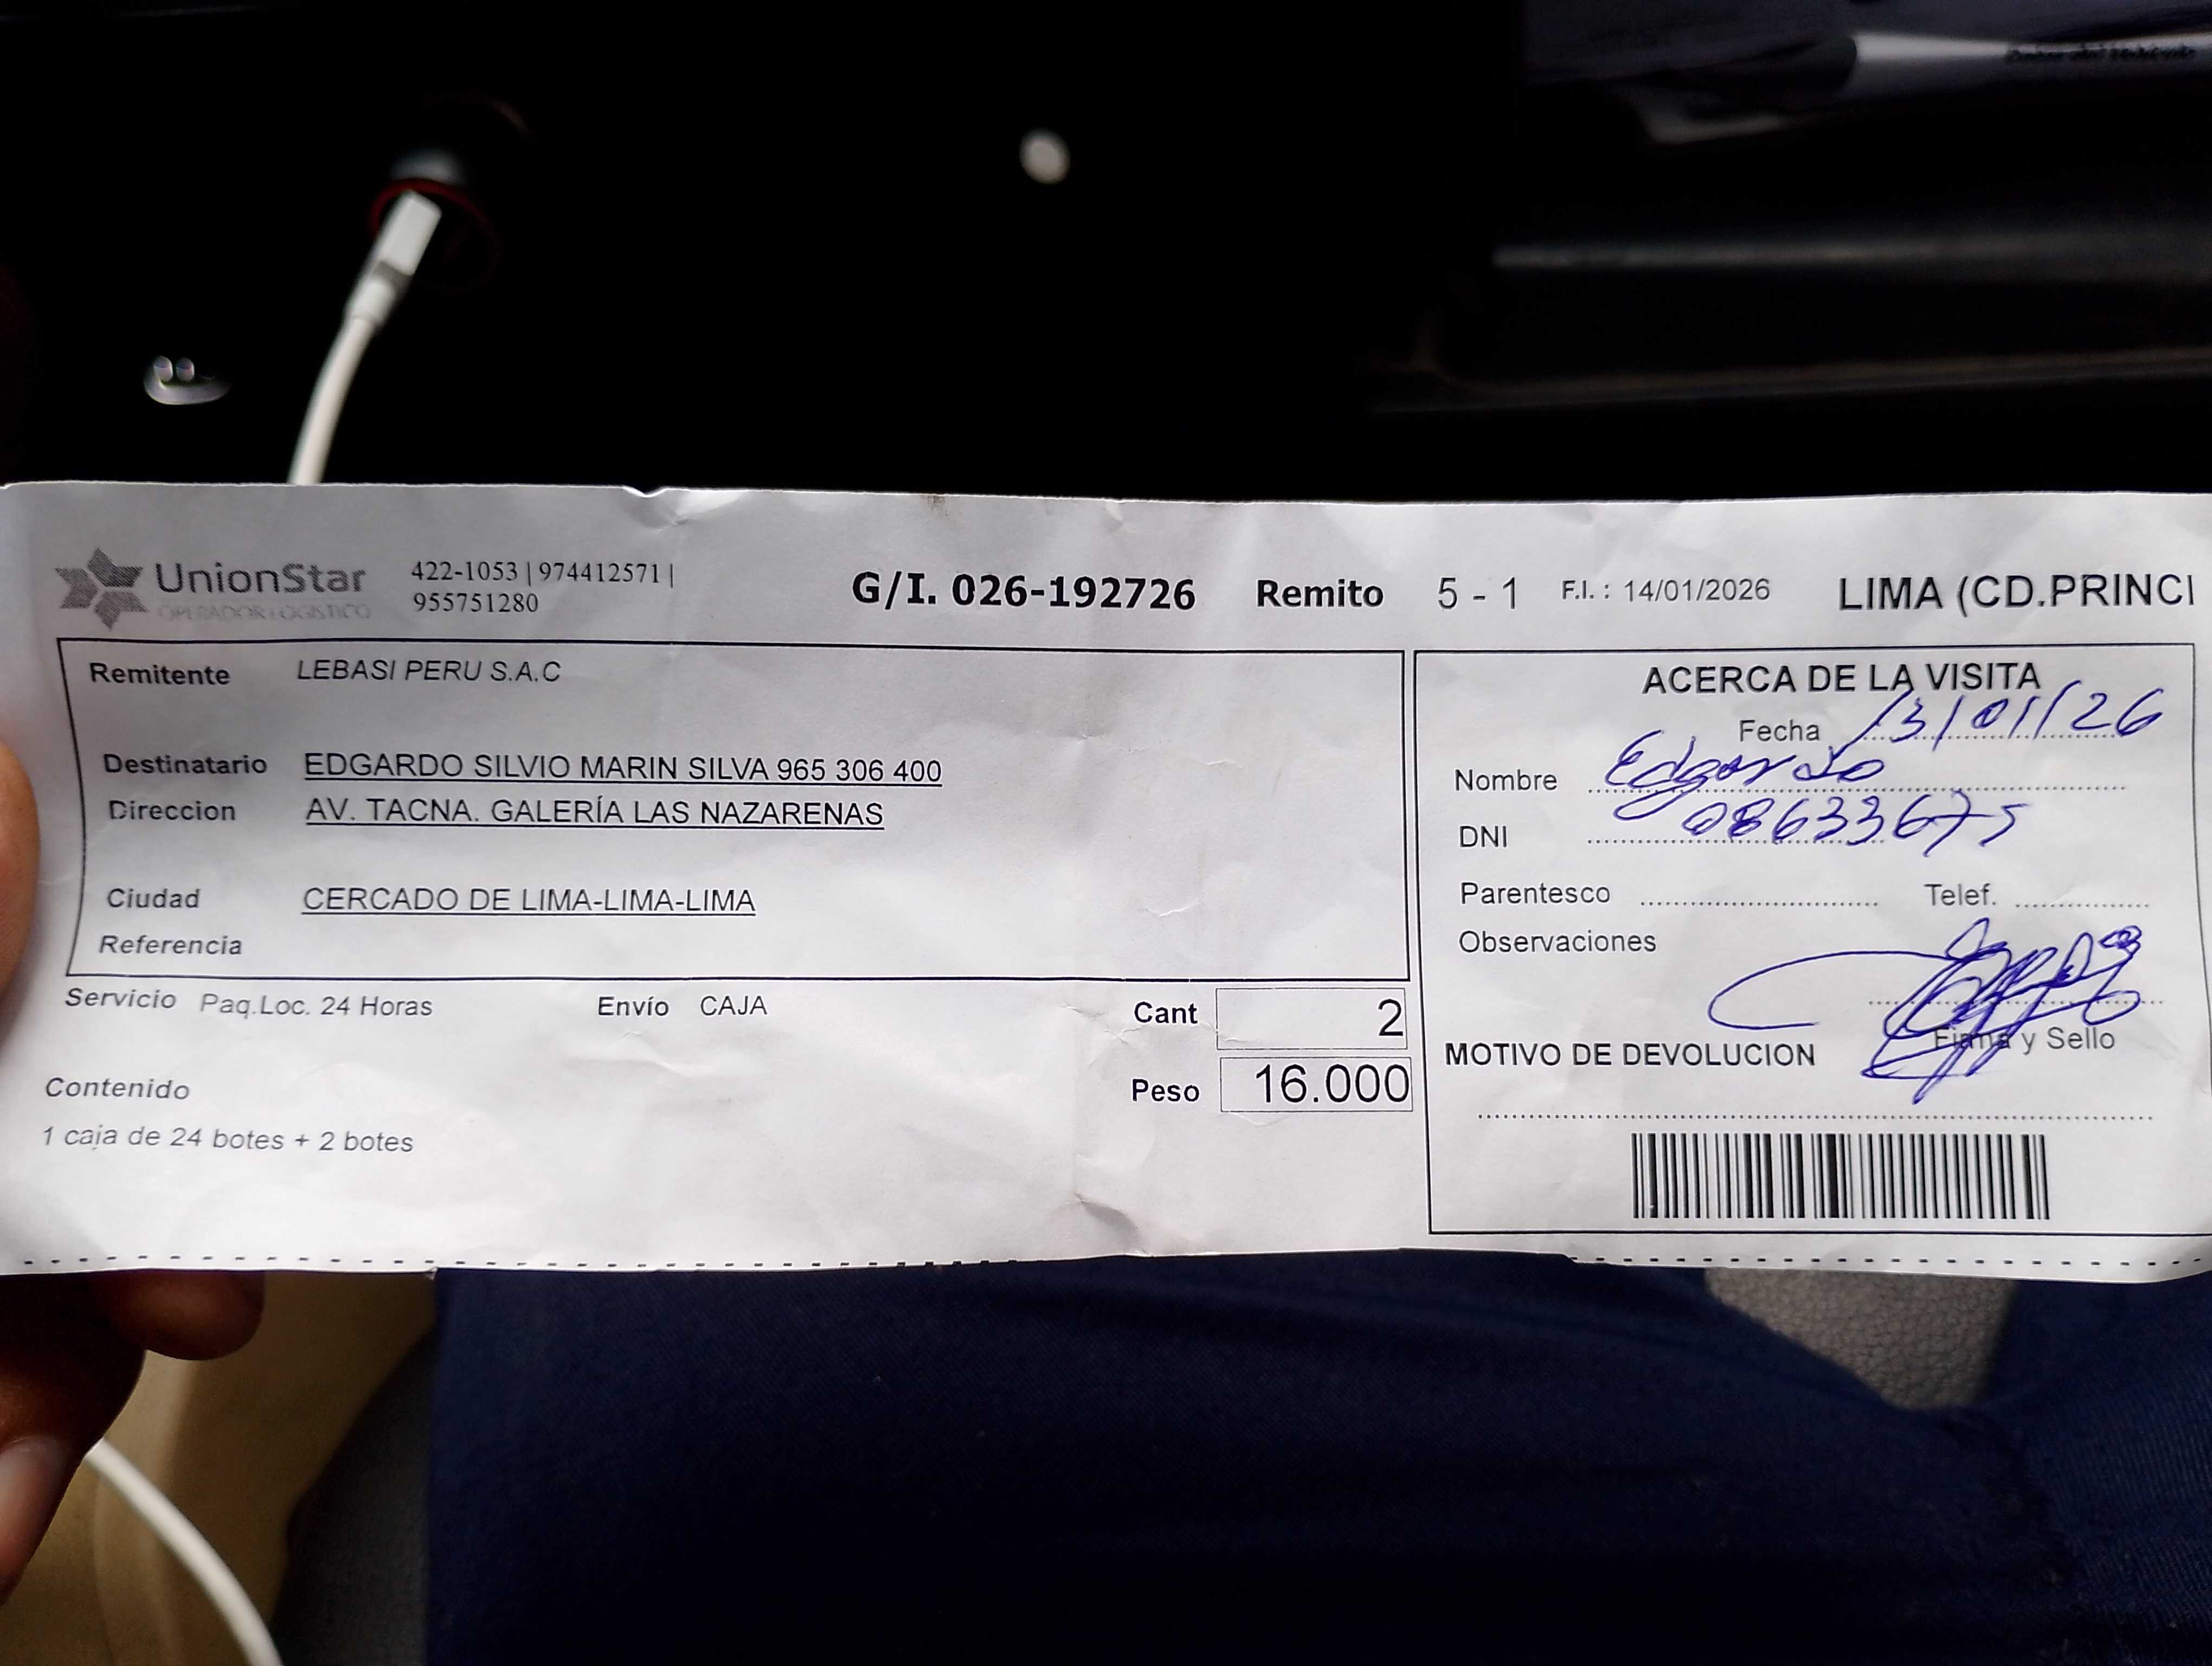 UnionStar
OPERADOR LOGISTICO
422-1053 | 974412571 |
955751280
G/I. 026-192726 Remito 5 - 1 F.I. : 14/01/2026 LIMA (CD.PRINCI
Remitente LEBASI PERU S.A.C
Destinatario EDGARDO SILVIO MARIN SILVA 965 306 400
Direccion AV. TACNA. GALERÍA LAS NAZARENAS
Ciudad CERCADO DE LIMA-LIMA-LIMA
Referencia
Servicio Paq.Loc. 24 Horas Envío CAJA
Cant 2
Peso 16.000
Contenido
1 caja de 24 botes + 2 botes
ACERCA DE LA VISITA
Fecha 13/01/26
Nombre Edgardo
DNI 08633675
Parentesco Telef.
Observaciones
Firma y Sello
MOTIVO DE DEVOLUCION